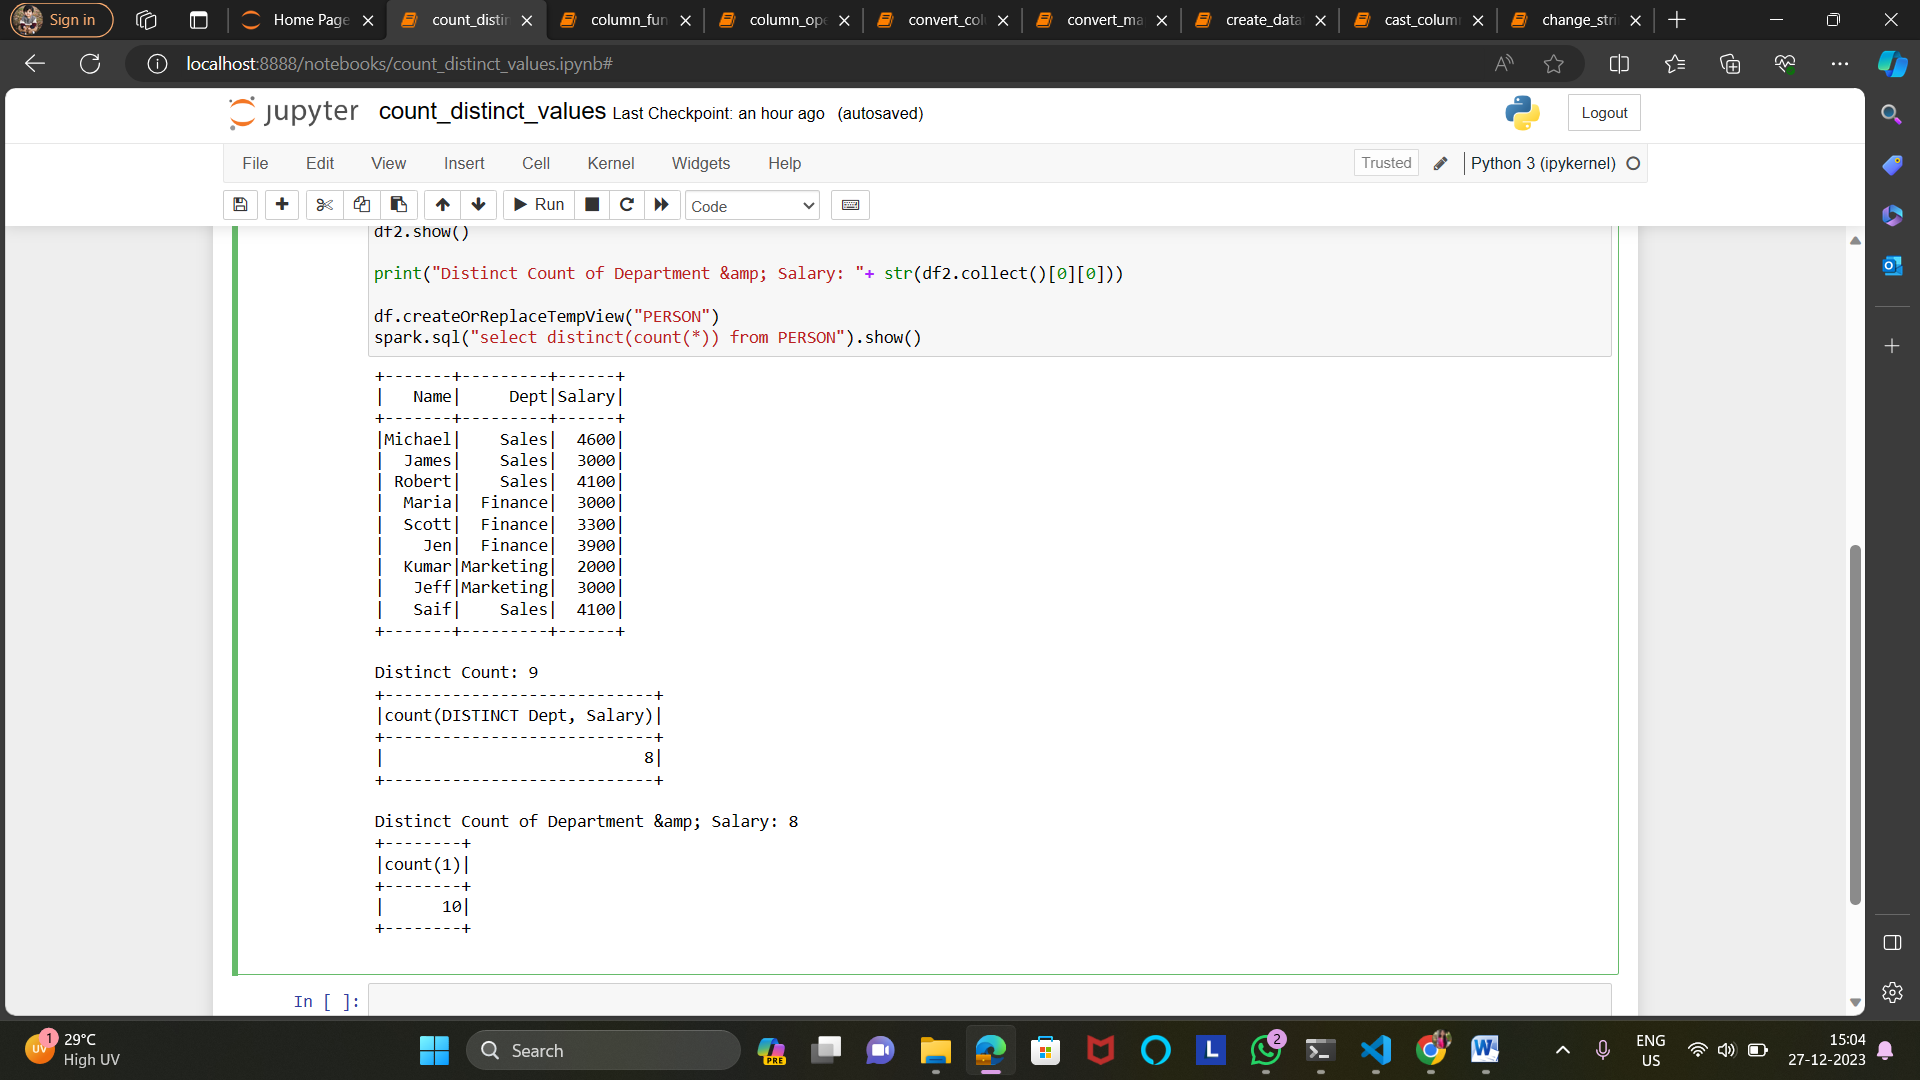 Sign in
Home Page
count_distin
column_fun
column_ope
convert_col
convert_ma
create_data
cast_colum
change_stri
localhost:8888/notebooks/count_distinct_values.ipynb#
jupyter count_distinct_values Last Checkpoint: an hour ago (autosaved)
Logout
File Edit View Insert Cell Kernel Widgets Help
Trusted
Python 3 (ipykernel)
Run
Code
df2.show()
print("Distinct Count of Department &amp; Salary: "+ str(df2.collect()[0][0]))
df.createOrReplaceTempView("PERSON")
spark.sql("select distinct(count(*)) from PERSON").show()
+-------+---------+------+
|   Name|     Dept|Salary|
+-------+---------+------+
|Michael|    Sales|  4600|
|  James|    Sales|  3000|
| Robert|    Sales|  4100|
|  Maria|  Finance|  3000|
|  Scott|  Finance|  3300|
|    Jen|  Finance|  3900|
|  Kumar|Marketing|  2000|
|   Jeff|Marketing|  3000|
|   Saif|    Sales|  4100|
+-------+---------+------+
Distinct Count: 9
+----------------------------+
|count(DISTINCT Dept, Salary)|
+----------------------------+
|                           8|
+----------------------------+
Distinct Count of Department &amp; Salary: 8
+--------+
|count(1)|
+--------+
|      10|
+--------+
In [ ]:
1
UV
29°C
High UV
Search
PRE
L
2
ENG
US
15:04
27-12-2023